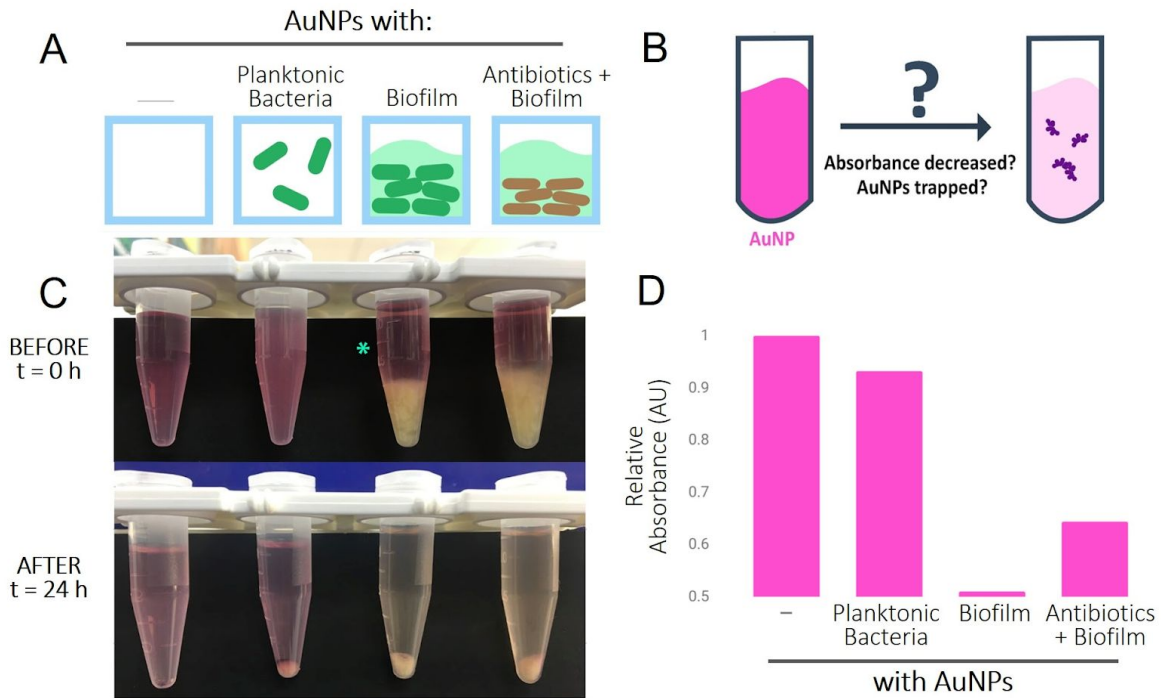 A
AuNPs with:
—
Planktonic
Bacteria
Biofilm
Antibiotics +
Biofilm
B
?
Absorbance decreased?
AuNPs trapped?
AuNP
C
BEFORE
t = 0 h
*
AFTER
t = 24 h
D
Relative
Absorbance (AU)
1
0.9
0.8
0.7
0.6
0.5
–
Planktonic
Bacteria
Biofilm
Antibiotics
+ Biofilm
with AuNPs